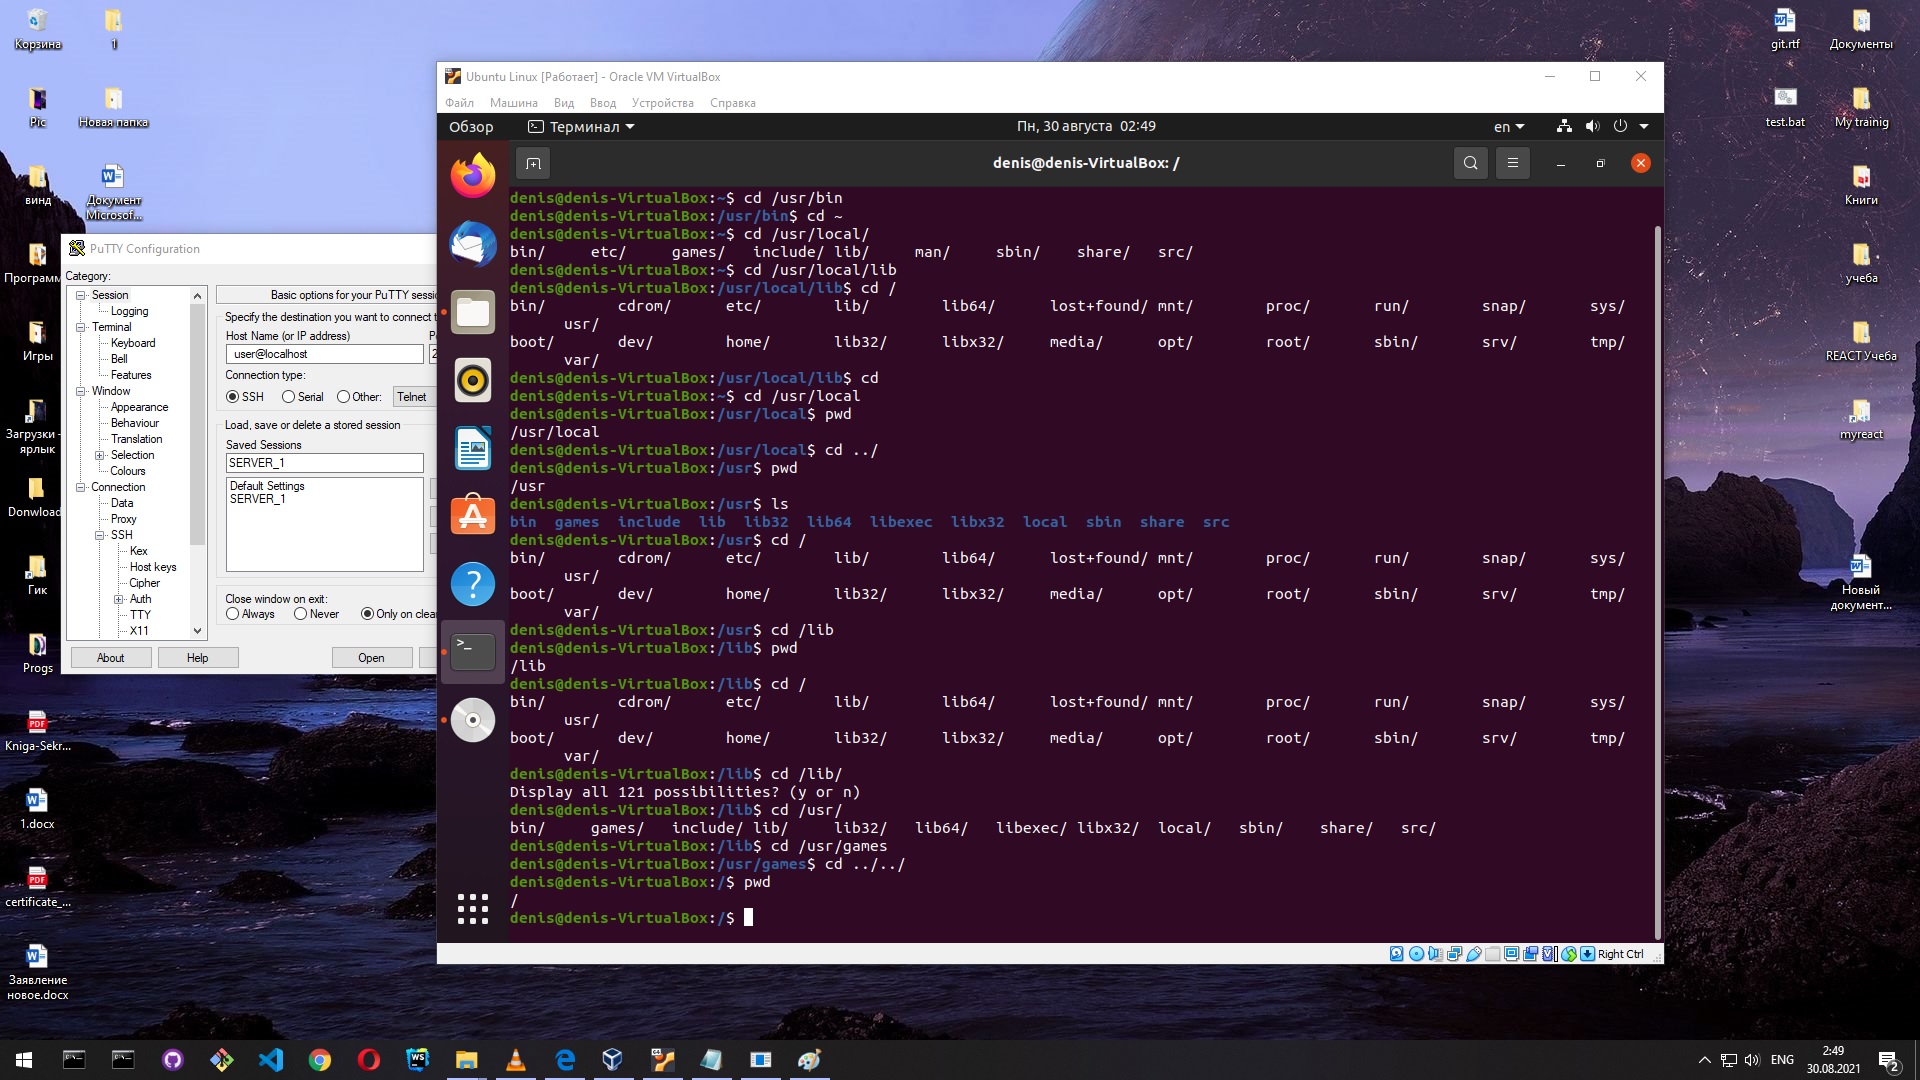 Корзина
1
Pic
Новая папка
винд
Документ
Microsof...
Игры
Загрузки -
ярлык
Donwload
Гик
Progs
Kniga-Sekr...
1.docx
certificate_...
Заявление
новое.docx
PuTTY Configuration
Category:
Session
Logging
Terminal
Keyboard
Bell
Features
Window
Appearance
Behaviour
Translation
Selection
Colours
Connection
Data
Proxy
SSH
Kex
Host keys
Cipher
Auth
TTY
X11
Basic options for your PuTTY
Specify the destination you want to connect
Host Name (or IP address)
user@localhost
2
Connection type:
SSH Serial Other: Telnet
Load, save or delete a stored session
Saved Sessions
SERVER_1
Default Settings
SERVER_1
Close window on exit:
Always Never Only on
About Help Open
Ubuntu Linux [Работает] - Oracle VM VirtualBox
Файл Машина Вид Ввод Устройства Справка
Обзор Терминал Пн, 30 августа 02:49 en
denis@denis-VirtualBox: /
denis@denis-VirtualBox:~$ cd /usr/bin
denis@denis-VirtualBox:/usr/bin$ cd ~
denis@denis-VirtualBox:~$ cd /usr/local/
bin/ etc/ games/ include/ lib/ man/ sbin/ share/ src/
denis@denis-VirtualBox:~$ cd /usr/local/lib
denis@denis-VirtualBox:/usr/local/lib$ cd /
bin/ cdrom/ etc/ lib/ lib64/ lost+found/ mnt/ proc/ run/ snap/ sys/
usr/
boot/ dev/ home/ lib32/ libx32/ media/ opt/ root/ sbin/ srv/ tmp/
var/
denis@denis-VirtualBox:/usr/local/lib$ cd
denis@denis-VirtualBox:~$ cd /usr/local
denis@denis-VirtualBox:/usr/local$ pwd
/usr/local
denis@denis-VirtualBox:/usr/local$ cd ../
denis@denis-VirtualBox:/usr$ pwd
/usr
denis@denis-VirtualBox:/usr$ ls
bin games include lib lib32 lib64 libexec libx32 local sbin share src
denis@denis-VirtualBox:/usr$ cd /
bin/ cdrom/ etc/ lib/ lib64/ lost+found/ mnt/ proc/ run/ snap/ sys/
usr/
boot/ dev/ home/ lib32/ libx32/ media/ opt/ root/ sbin/ srv/ tmp/
var/
denis@denis-VirtualBox:/usr$ cd /lib
denis@denis-VirtualBox:/lib$ pwd
/lib
denis@denis-VirtualBox:/lib$ cd /
bin/ cdrom/ etc/ lib/ lib64/ lost+found/ mnt/ proc/ run/ snap/ sys/
usr/
boot/ dev/ home/ lib32/ libx32/ media/ opt/ root/ sbin/ srv/ tmp/
var/
denis@denis-VirtualBox:/lib$ cd /lib/
Display all 121 possibilities? (y or n)
denis@denis-VirtualBox:/lib$ cd /usr/
bin/ games/ include/ lib/ lib32/ lib64/ libexec/ libx32/ local/ sbin/ share/ src/
denis@denis-VirtualBox:/lib$ cd /usr/games
denis@denis-VirtualBox:/usr/games$ cd ../../
denis@denis-VirtualBox:/$ pwd
/
denis@denis-VirtualBox:/$
Right Ctrl
git.rtf
Документы
test.bat
My trainig
Книги
учеба
REACT Учеба
myreact
Новый
документ...
ENG
2:49
30.08.2021
2